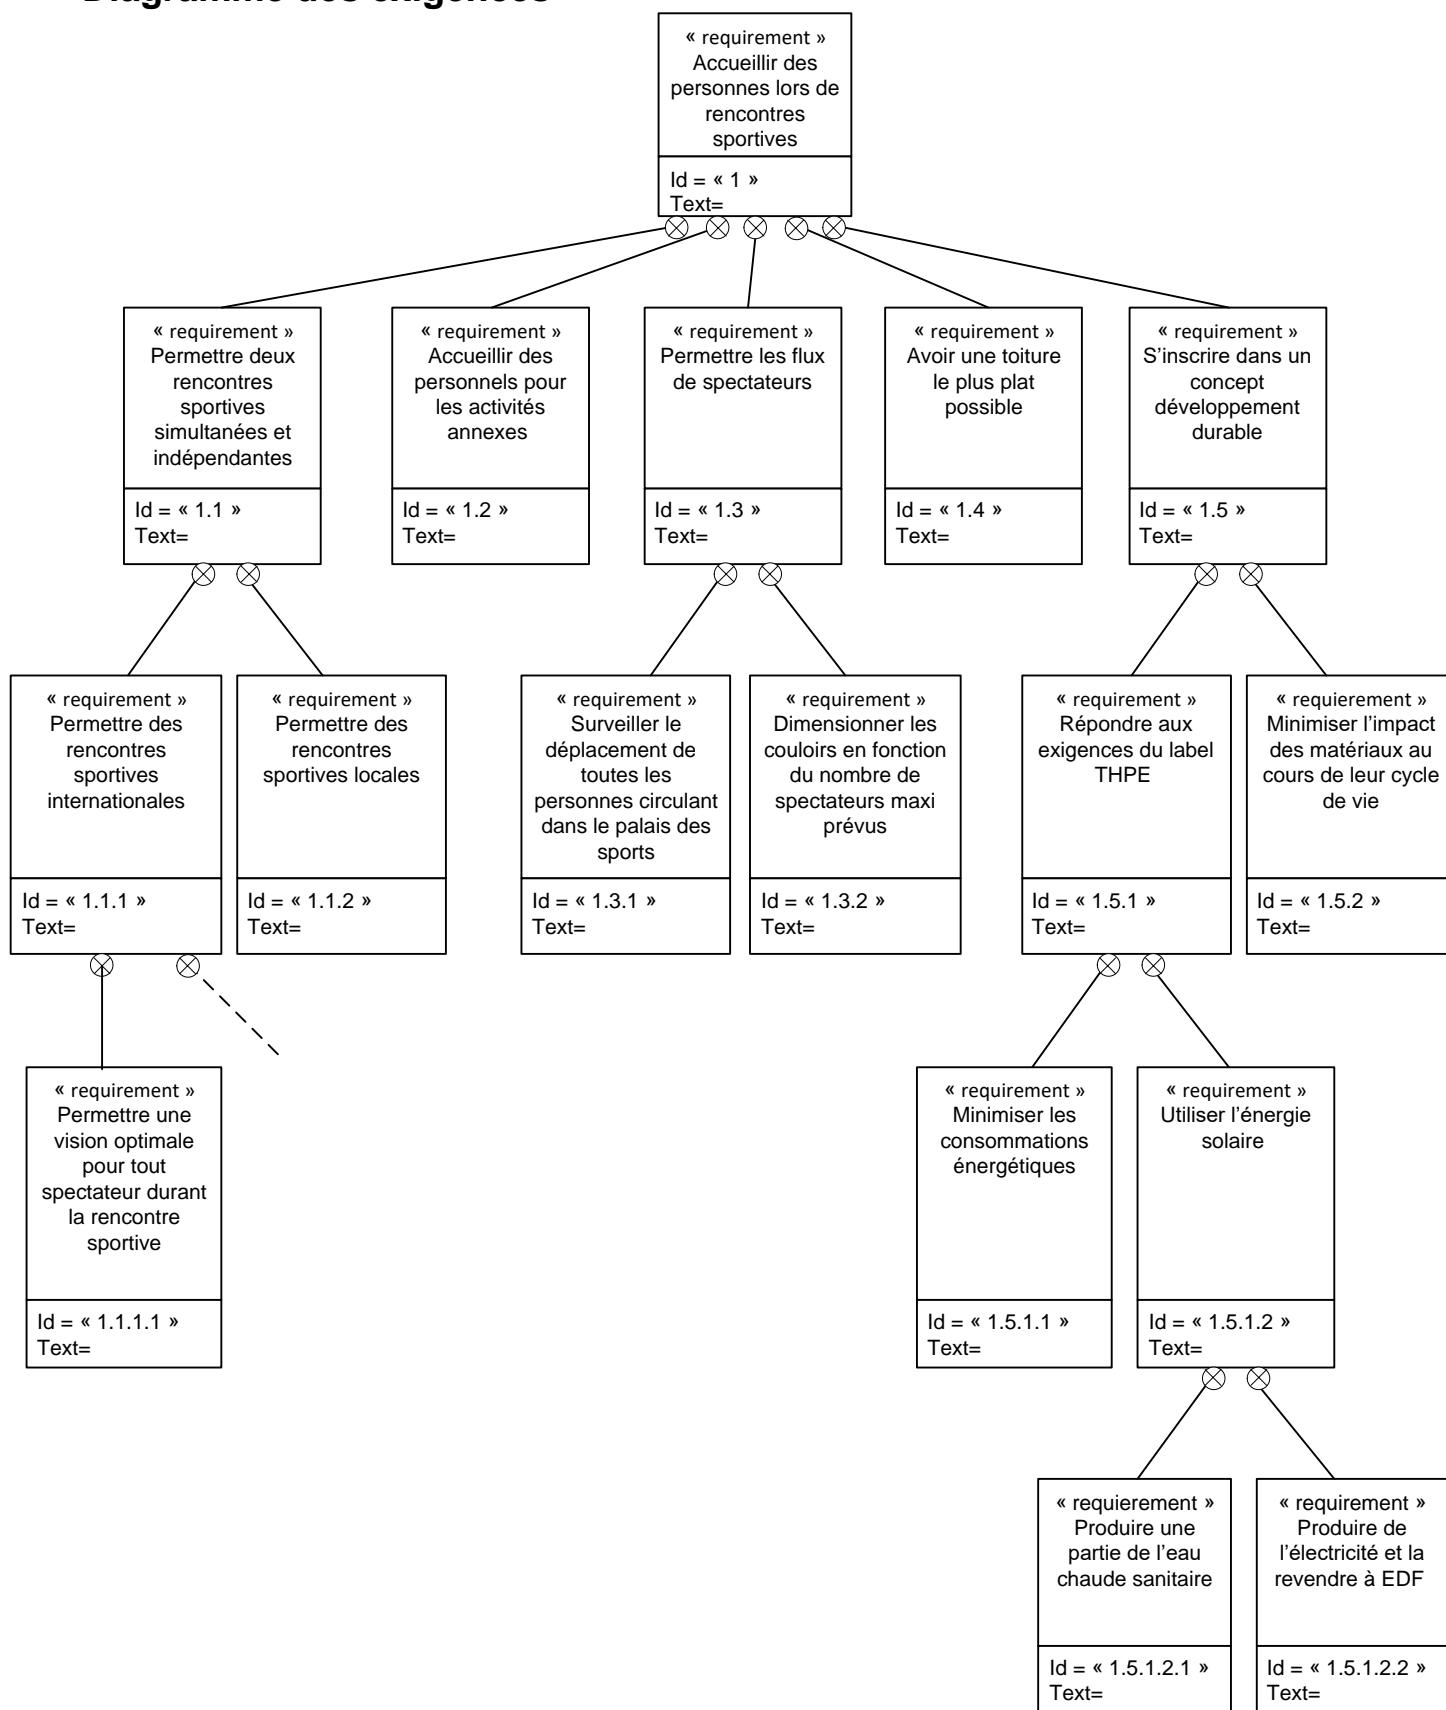 Diagramme des exigences
« requirement »
Accueillir des
personnes lors de
rencontres
sportives
Id = « 1 »
Text=
« requirement »
Permettre deux
rencontres
sportives
simultanées et
indépendantes
Id = « 1.1 »
Text=
« requirement »
Accueillir des
personnels pour
les activités
annexes
Id = « 1.2 »
Text=
« requirement »
Permettre les flux
de spectateurs
Id = « 1.3 »
Text=
« requirement »
Avoir une toiture
le plus plat
possible
Id = « 1.4 »
Text=
« requirement »
S’inscrire dans un
concept
développement
durable
Id = « 1.5 »
Text=
« requirement »
Permettre des
rencontres
sportives
internationales
Id = « 1.1.1 »
Text=
« requirement »
Permettre des
rencontres
sportives locales
Id = « 1.1.2 »
Text=
« requirement »
Surveiller le
déplacement de
toutes les
personnes circulant
dans le palais des
sports
Id = « 1.3.1 »
Text=
« requirement »
Dimensionner les
couloirs en fonction
du nombre de
spectateurs maxi
prévus
Id = « 1.3.2 »
Text=
« requirement »
Répondre aux
exigences du label
THPE
Id = « 1.5.1 »
Text=
« requierement »
Minimiser l’impact
des matériaux au
cours de leur cycle
de vie
Id = « 1.5.2 »
Text=
« requirement »
Permettre une
vision optimale
pour tout
spectateur durant
la rencontre
sportive
Id = « 1.1.1.1 »
Text=
« requirement »
Minimiser les
consommations
énergétiques
Id = « 1.5.1.1 »
Text=
« requirement »
Utiliser l’énergie
solaire
Id = « 1.5.1.2 »
Text=
« requierement »
Produire une
partie de l’eau
chaude sanitaire
Id = « 1.5.1.2.1 »
Text=
« requirement »
Produire de
l’électricité et la
revendre à EDF
Id = « 1.5.1.2.2 »
Text=